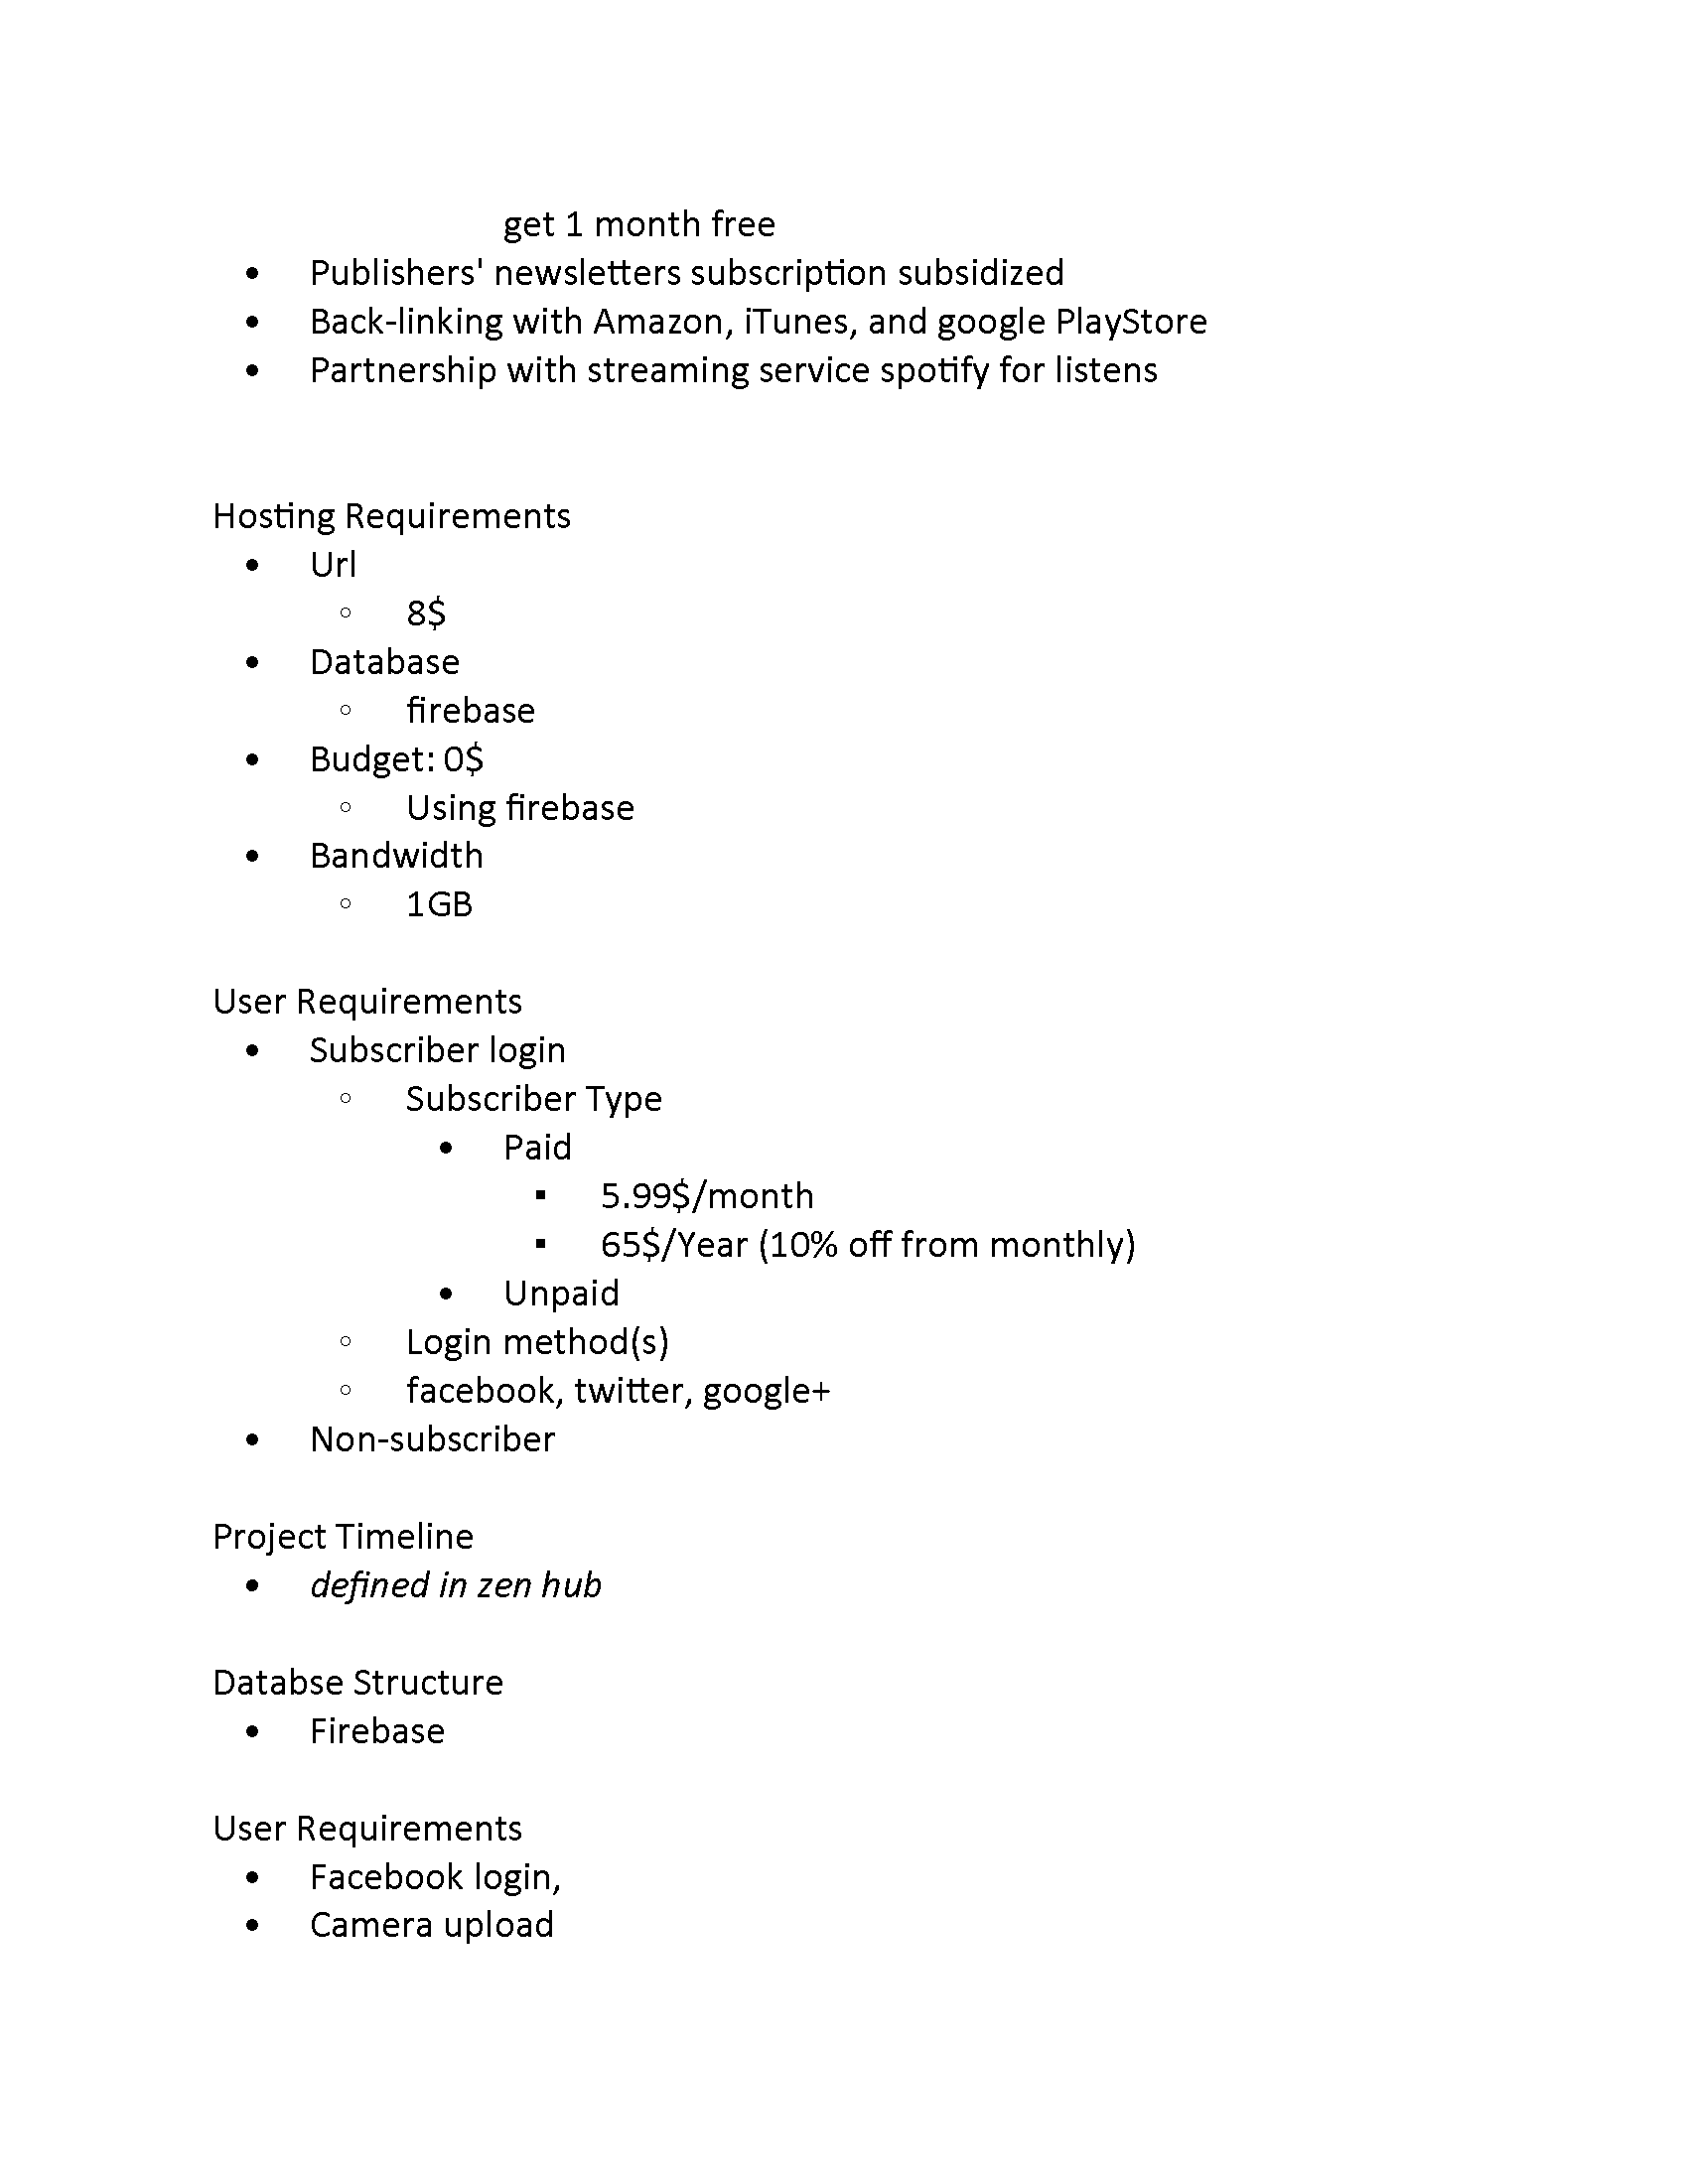 get 1 month free
• Publishers' newsletters subscription subsidized
• Back-linking with Amazon, iTunes, and google PlayStore
• Partnership with streaming service spotify for listens
Hosting Requirements
• Url
◦ 8$
• Database
◦ firebase
• Budget: 0$
◦ Using firebase
• Bandwidth
◦ 1GB
User Requirements
• Subscriber login
◦ Subscriber Type
• Paid
▪ 5.99$/month
▪ 65$/Year (10% off from monthly)
• Unpaid
◦ Login method(s)
◦ facebook, twitter, google+
• Non-subscriber
Project Timeline
• defined in zen hub
Databse Structure
• Firebase
User Requirements
• Facebook login,
• Camera upload